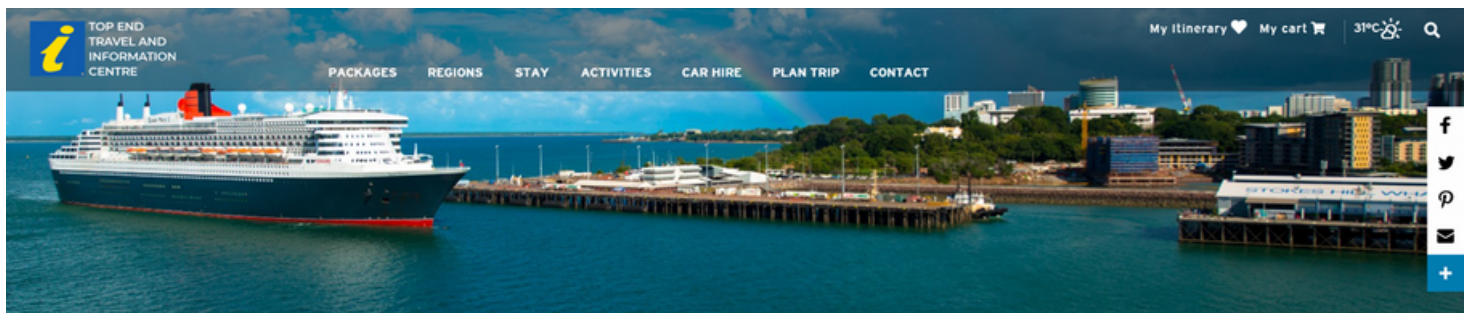 TOP END
TRAVEL AND
INFORMATION
CENTRE
My Itinerary My cart 31°C
PACKAGES REGIONS STAY ACTIVITIES CAR HIRE PLAN TRIP CONTACT
STOKES HILL